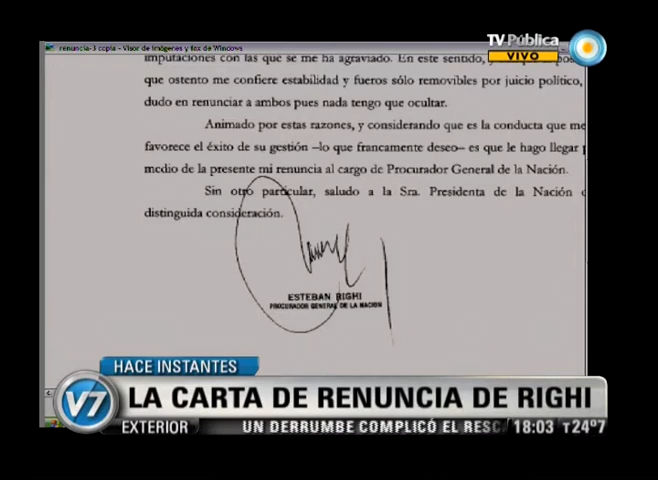 renuncia-3 copia - Visor de imágenes y fax de Windows
TV Pública
VIVO
imputaciones con las que se me ha agraviado. En este sentido,
que ostento me confiere estabilidad y fueros sólo removibles por juicio político,
dudo en renunciar a ambos pues nada tengo que ocultar.
Animado por estas razones, y considerando que es la conducta que me
favorece el éxito de su gestión –lo que francamente deseo– es que le hago llegar
medio de la presente mi renuncia al cargo de Procurador General de la Nación.
Sin otro particular, saludo a la Sra. Presidenta de la Nación
distinguida consideración.
ESTEBAN RIGHI
PROCURADOR GENERAL DE LA NACION
HACE INSTANTES
V7
LA CARTA DE RENUNCIA DE RIGHI
EXTERIOR
UN DERRUMBE COMPLICÓ EL RESC
18:03 T24°7